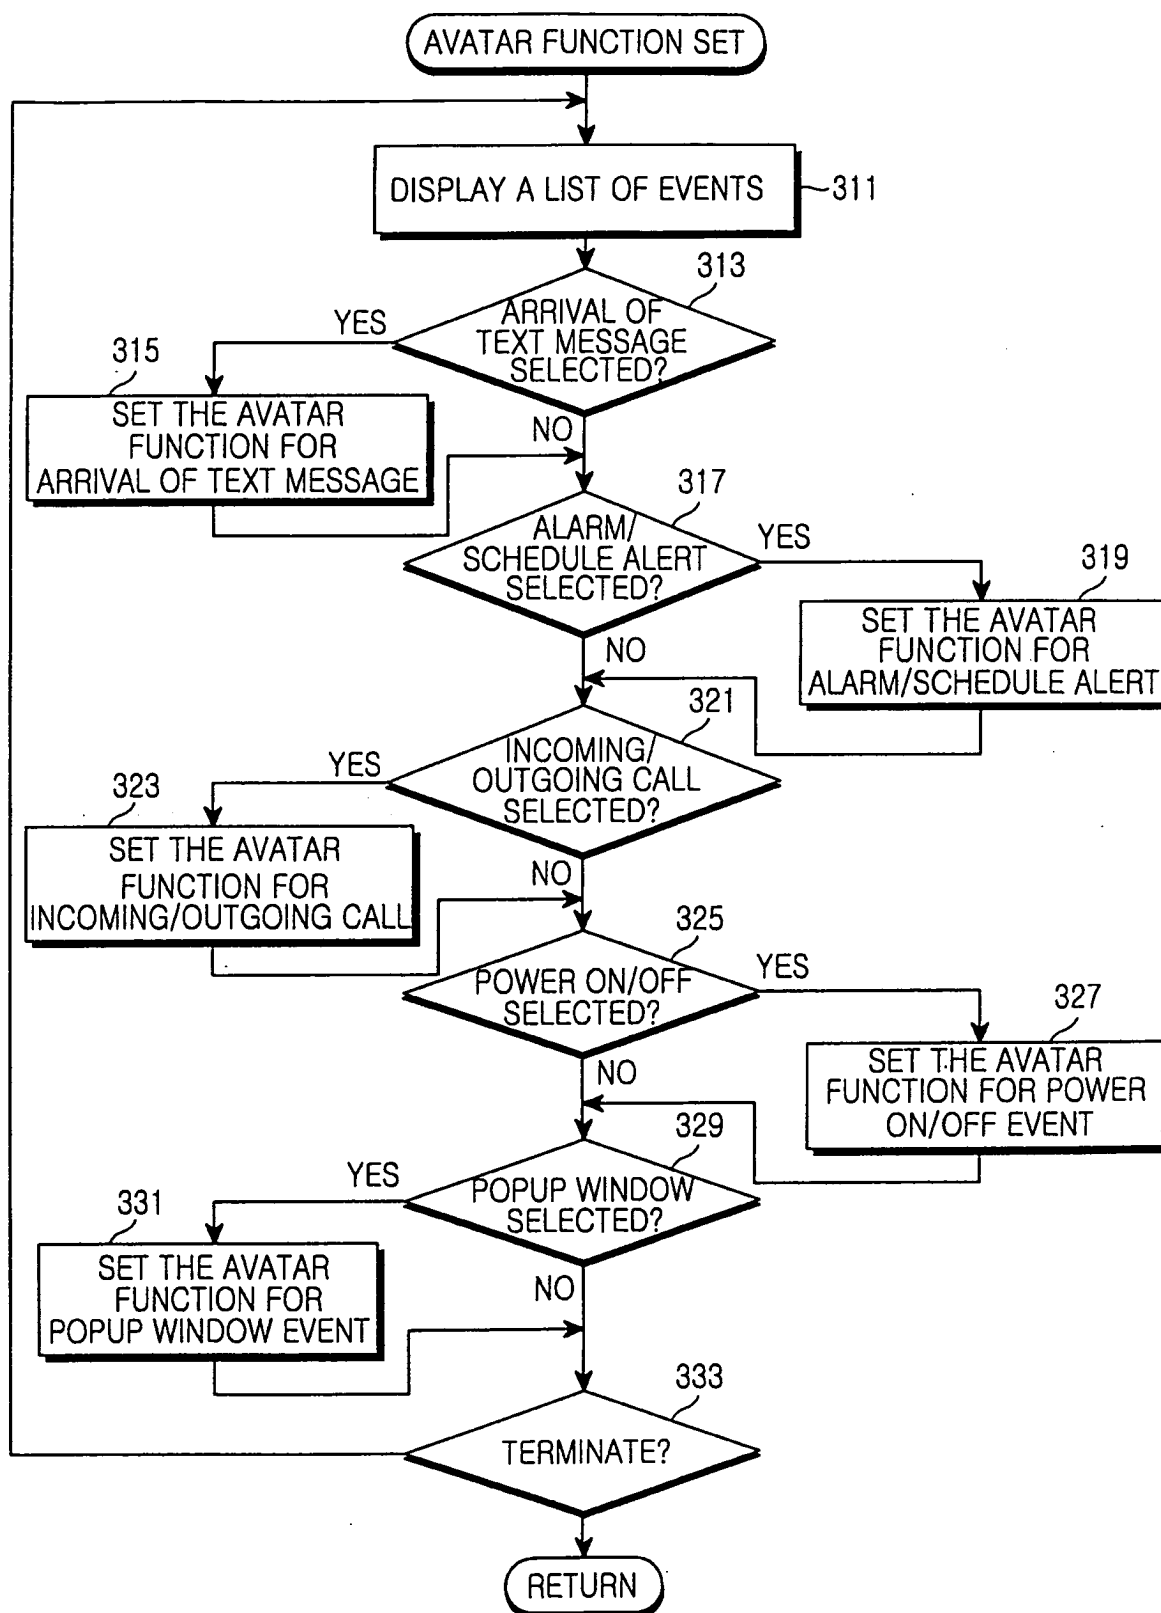 AVATAR FUNCTION SET
DISPLAY A LIST OF EVENTS
311
313
ARRIVAL OF
TEXT MESSAGE
SELECTED?
YES
315
SET THE AVATAR
FUNCTION FOR
ARRIVAL OF TEXT MESSAGE
NO
317
ALARM/
SCHEDULE ALERT
SELECTED?
YES
319
SET THE AVATAR
FUNCTION FOR
ALARM/SCHEDULE ALERT
NO
321
INCOMING/
OUTGOING CALL
SELECTED?
YES
323
SET THE AVATAR
FUNCTION FOR
INCOMING/OUTGOING CALL
NO
325
POWER ON/OFF
SELECTED?
YES
327
SET THE AVATAR
FUNCTION FOR POWER
ON/OFF EVENT
NO
329
POPUP WINDOW
SELECTED?
YES
331
SET THE AVATAR
FUNCTION FOR
POPUP WINDOW EVENT
NO
333
TERMINATE?
RETURN